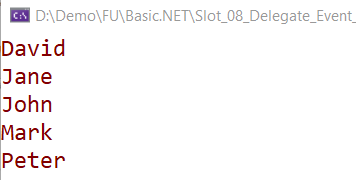 D:\Demo\FU\Basic.NET\Slot_08_Delegate_Event_
David
Jane
John
Mark
Peter